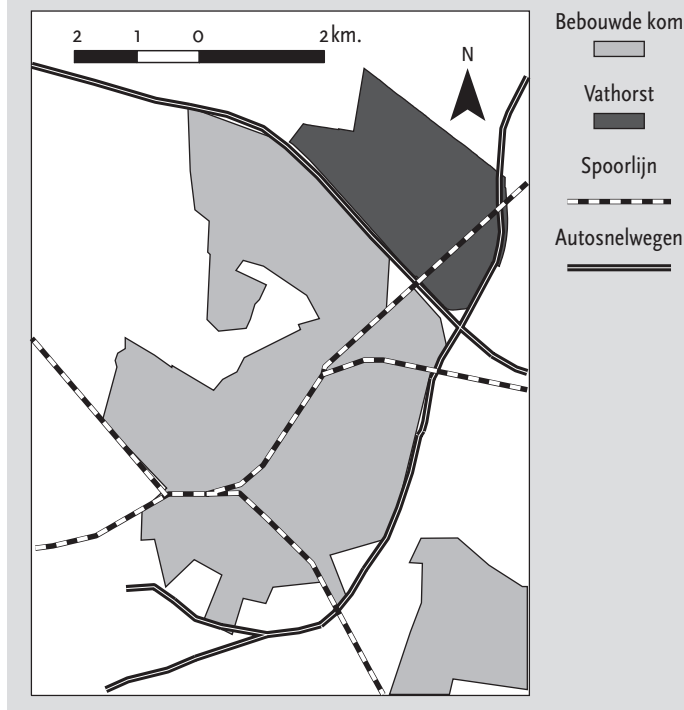 2 1 0 2 km.
N
Bebouwde kom
Vathorst
Spoorlijn
Autosnelwegen